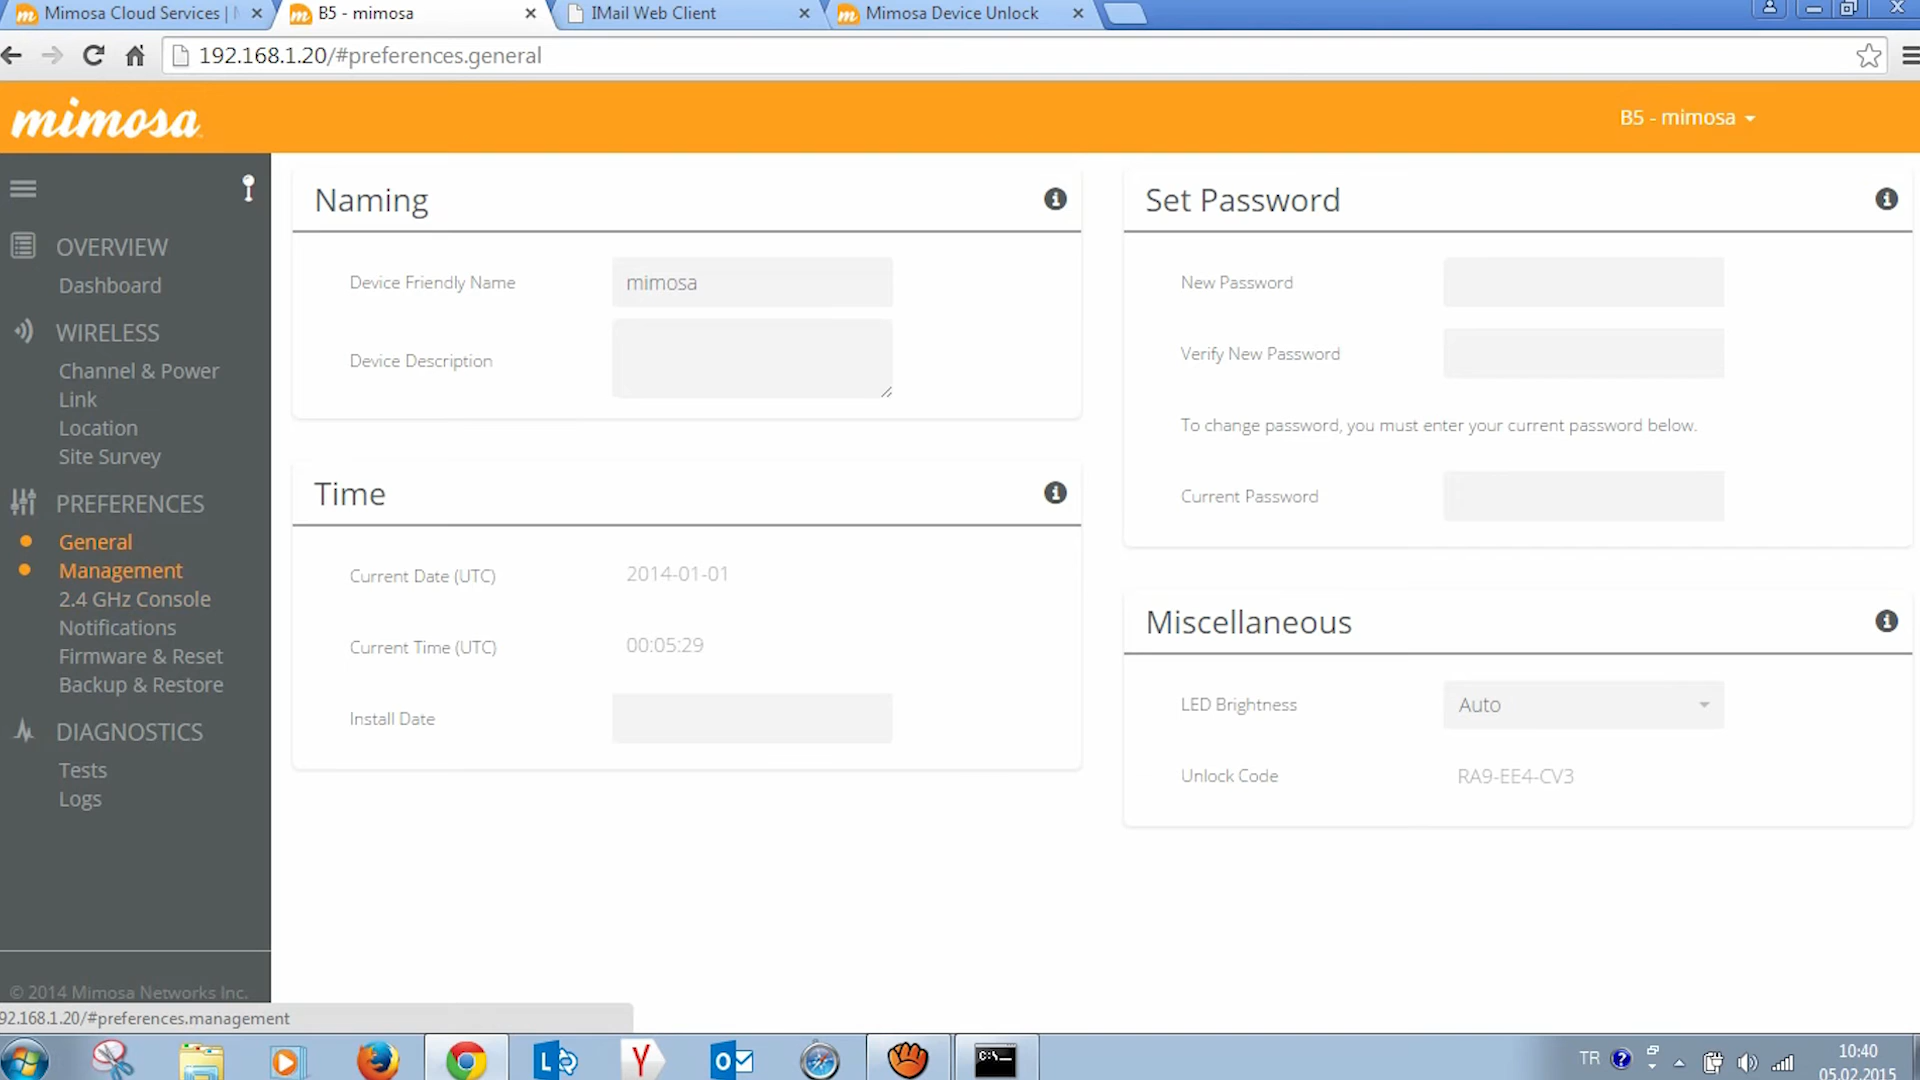 Mimosa Cloud Services |
B5 - mimosa
IMail Web Client
Mimosa Device Unlock
192.168.1.20/#preferences.general
mimosa
B5 - mimosa
OVERVIEW
Dashboard
WIRELESS
Channel & Power
Link
Location
Site Survey
PREFERENCES
General
Management
2.4 GHz Console
Notifications
Firmware & Reset
Backup & Restore
DIAGNOSTICS
Tests
Logs
© 2014 Mimosa Networks Inc.
92.168.1.20/#preferences.management
Naming
Device Friendly Name mimosa
Device Description
Time
Current Date (UTC) 2014-01-01
Current Time (UTC) 00:05:29
Install Date
Set Password
New Password
Verify New Password
To change password, you must enter your current password below.
Current Password
Miscellaneous
LED Brightness Auto
Unlock Code RA9-EE4-CV3
TR
10:40
05.02.2015